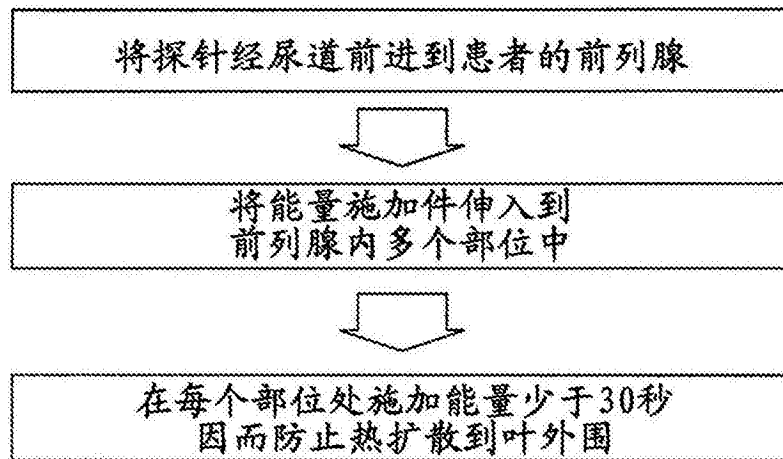 将探针经尿道前进到患者的前列腺
将能量施加件伸入到
前列腺内多个部位中
在每个部位处施加能量少于30秒
因而防止热扩散到叶外围